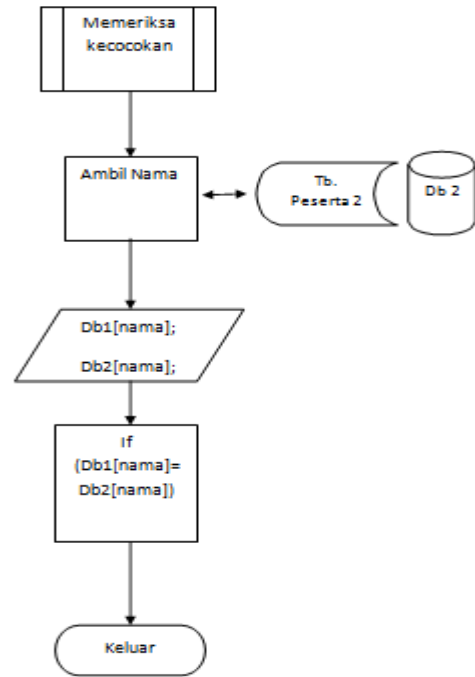 Memeriksa
kecocokan
Ambil Nama
Tb.
Peserta 2
Db 2
Db1[nama];
Db2[nama];
If
(Db1[nama]=
Db2[nama])
Keluar